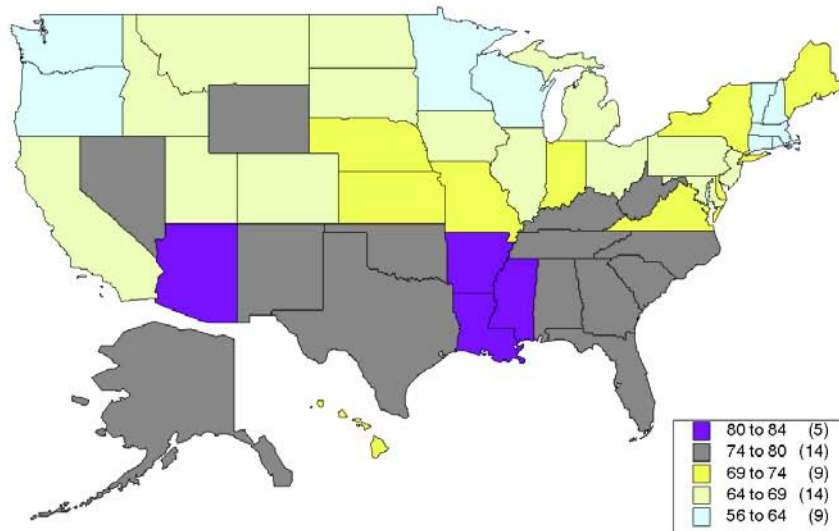 80 to 84 (5)
74 to 80 (14)
69 to 74 (9)
64 to 69 (14)
56 to 64 (9)